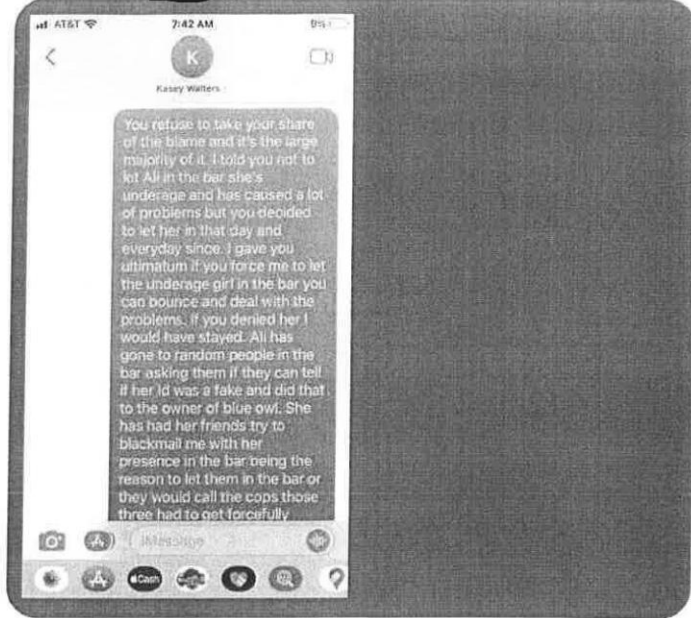 AT&T
7:42 AM
K
Kasey Walters
You refuse to take your share
of the blame and it's the large
majority of it. I told you not to
let Ali in the bar she's
underage and has caused a lot
of problems but you decided
to let her in that day and
everyday since. I gave you
ultimatum if you force me to let
the underage girl in the bar you
can bounce and deal with the
problems. If you denied her I
would have stayed. Ali has
gone to random people in the
bar asking them if they can tell
if her id was a fake and did that
to the owner of blue owl. She
has had her friends try to
blackmail me with her
presence in the bar being the
reason to let them in the bar or
they would call the cops those
three had to get forcefully
iMessage
Cash